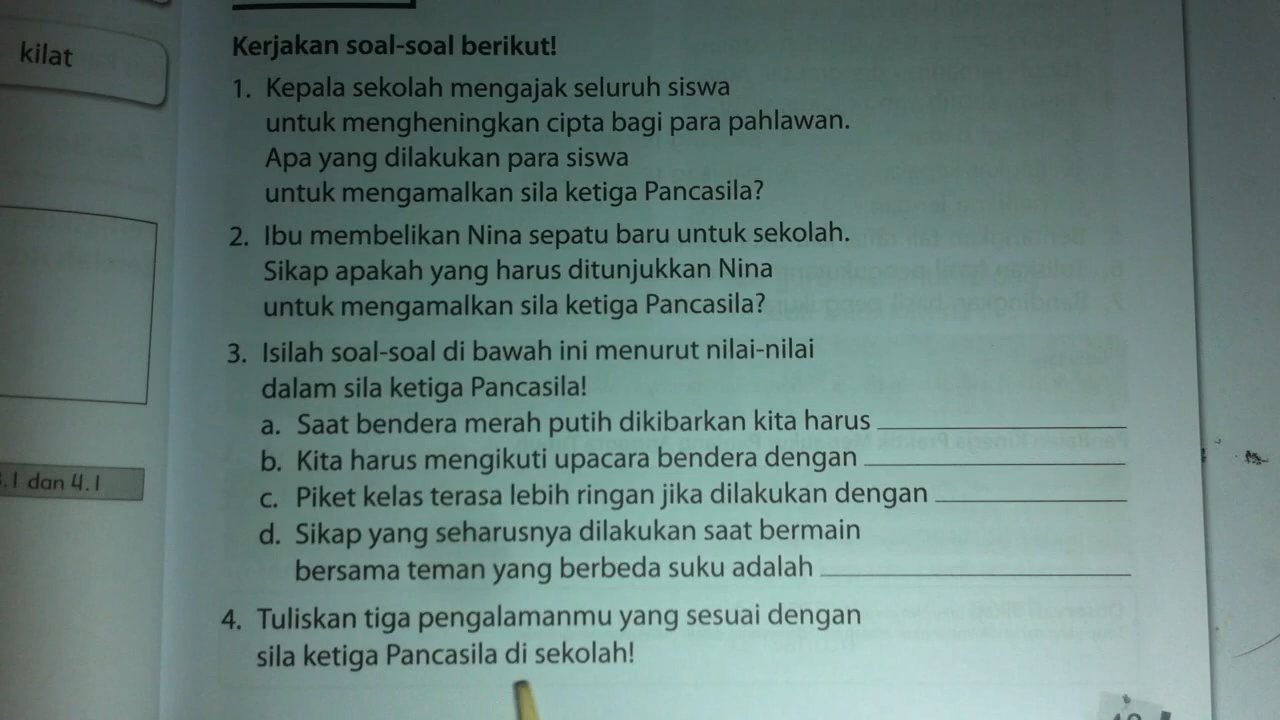 kilat
.1 dan 4.1
Kerjakan soal-soal berikut!
1. Kepala sekolah mengajak seluruh siswa
untuk mengheningkan cipta bagi para pahlawan.
Apa yang dilakukan para siswa
untuk mengamalkan sila ketiga Pancasila?
2. Ibu membelikan Nina sepatu baru untuk sekolah.
Sikap apakah yang harus ditunjukkan Nina
untuk mengamalkan sila ketiga Pancasila?
3. Isilah soal-soal di bawah ini menurut nilai-nilai
dalam sila ketiga Pancasila!
a. Saat bendera merah putih dikibarkan kita harus
b. Kita harus mengikuti upacara bendera dengan
c. Piket kelas terasa lebih ringan jika dilakukan dengan
d. Sikap yang seharusnya dilakukan saat bermain
bersama teman yang berbeda suku adalah
4. Tuliskan tiga pengalamanmu yang sesuai dengan
sila ketiga Pancasila di sekolah!